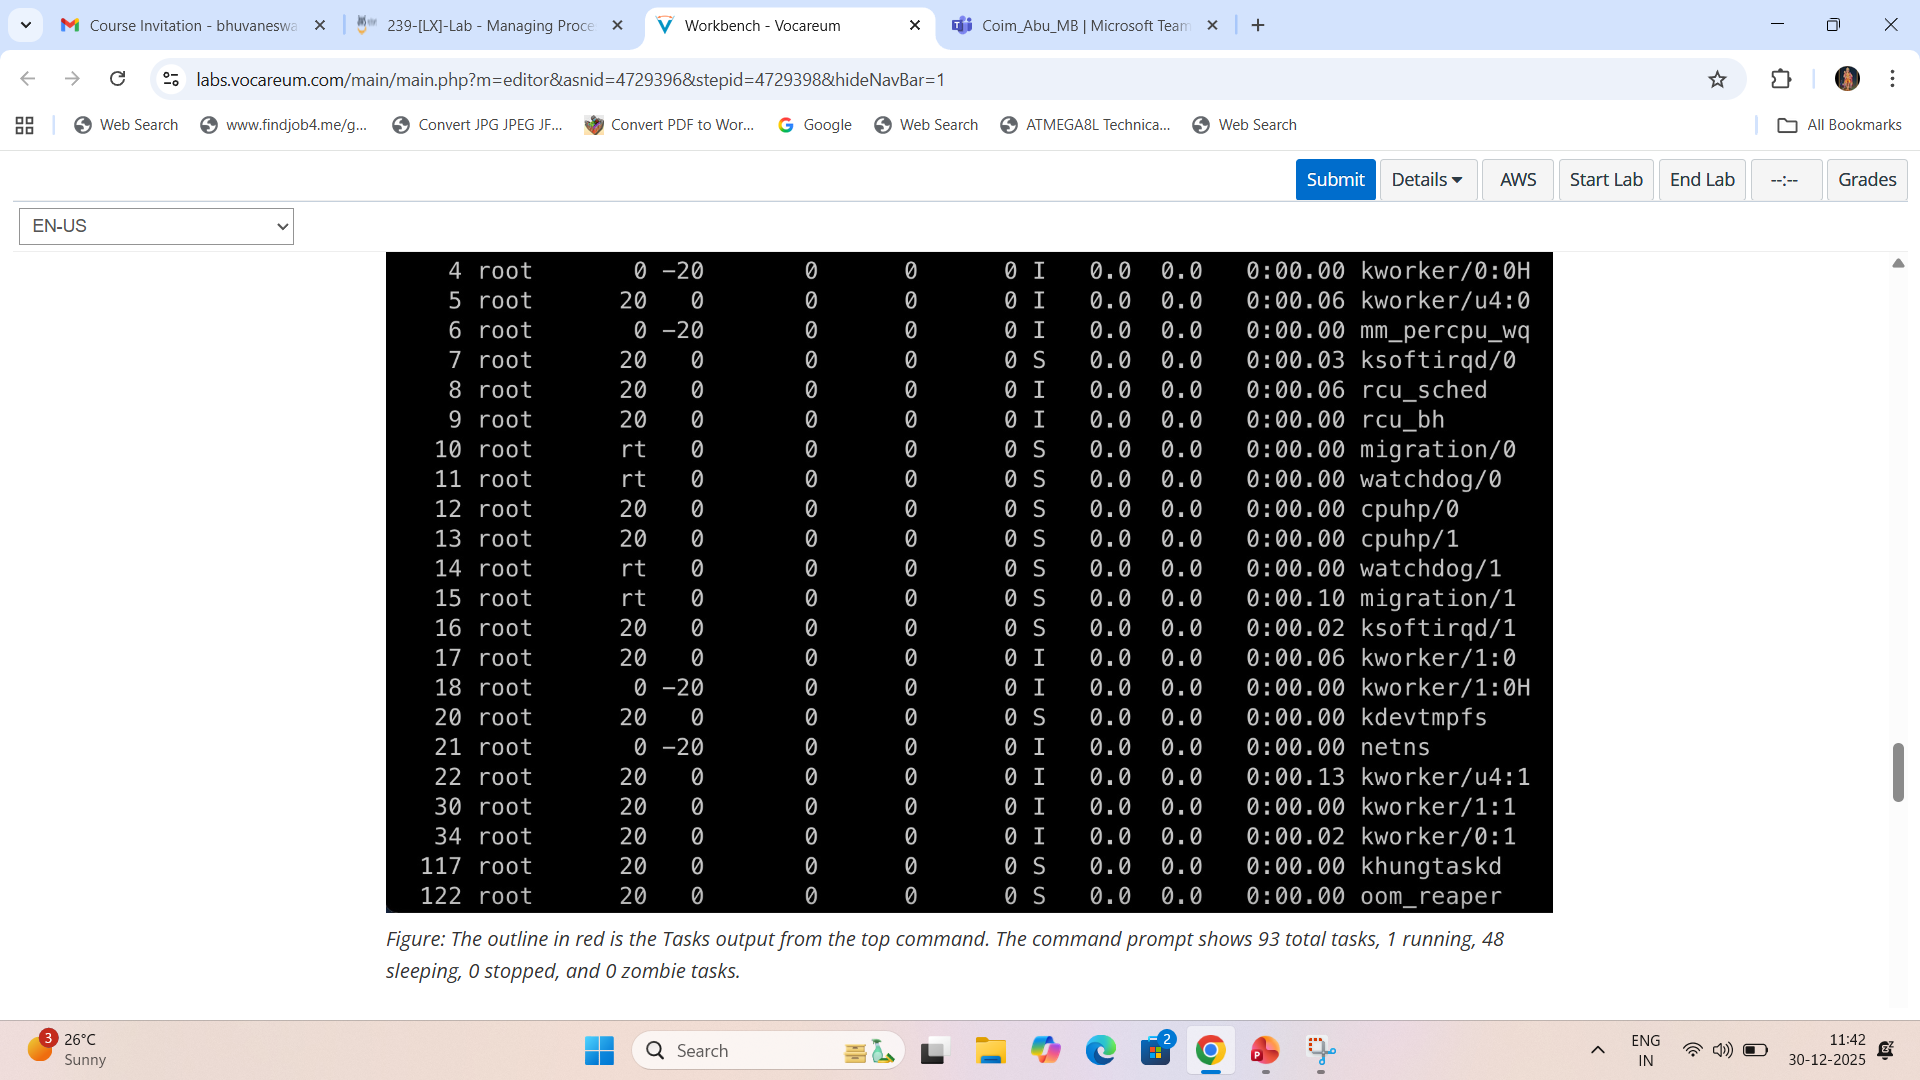 Course Invitation - bhuvaneswa
239-[LX]-Lab - Managing Proce
Workbench - Vocareum
Coim_Abu_MB | Microsoft Team
labs.vocareum.com/main/main.php?m=editor&asnid=4729396&stepid=4729398&hideNavBar=1
Web Search
www.findjob4.me/g...
Convert JPG JPEG JF...
Convert PDF to Wor...
Google
Web Search
ATMEGA8L Technica...
Web Search
All Bookmarks
Submit Details AWS Start Lab End Lab --:-- Grades
EN-US
4 root 0 -20 0 0 0 I 0.0 0.0 0:00.00 kworker/0:0H
5 root 20 0 0 0 0 I 0.0 0.0 0:00.06 kworker/u4:0
6 root 0 -20 0 0 0 I 0.0 0.0 0:00.00 mm_percpu_wq
7 root 20 0 0 0 0 S 0.0 0.0 0:00.03 ksoftirqd/0
8 root 20 0 0 0 0 I 0.0 0.0 0:00.06 rcu_sched
9 root 20 0 0 0 0 I 0.0 0.0 0:00.00 rcu_bh
10 root rt 0 0 0 0 S 0.0 0.0 0:00.00 migration/0
11 root rt 0 0 0 0 S 0.0 0.0 0:00.00 watchdog/0
12 root 20 0 0 0 0 S 0.0 0.0 0:00.00 cpuhp/0
13 root 20 0 0 0 0 S 0.0 0.0 0:00.00 cpuhp/1
14 root rt 0 0 0 0 S 0.0 0.0 0:00.00 watchdog/1
15 root rt 0 0 0 0 S 0.0 0.0 0:00.10 migration/1
16 root 20 0 0 0 0 S 0.0 0.0 0:00.02 ksoftirqd/1
17 root 20 0 0 0 0 I 0.0 0.0 0:00.06 kworker/1:0
18 root 0 -20 0 0 0 I 0.0 0.0 0:00.00 kworker/1:0H
20 root 20 0 0 0 0 S 0.0 0.0 0:00.00 kdevtmpfs
21 root 0 -20 0 0 0 I 0.0 0.0 0:00.00 netns
22 root 20 0 0 0 0 I 0.0 0.0 0:00.13 kworker/u4:1
30 root 20 0 0 0 0 I 0.0 0.0 0:00.00 kworker/1:1
34 root 20 0 0 0 0 I 0.0 0.0 0:00.02 kworker/0:1
117 root 20 0 0 0 0 S 0.0 0.0 0:00.00 khungtaskd
122 root 20 0 0 0 0 S 0.0 0.0 0:00.00 oom_reaper
Figure: The outline in red is the Tasks output from the top command. The command prompt shows 93 total tasks, 1 running, 48
sleeping, 0 stopped, and 0 zombie tasks.
3
26°C
Sunny
Search
2
ENG
IN
11:42
30-12-2025